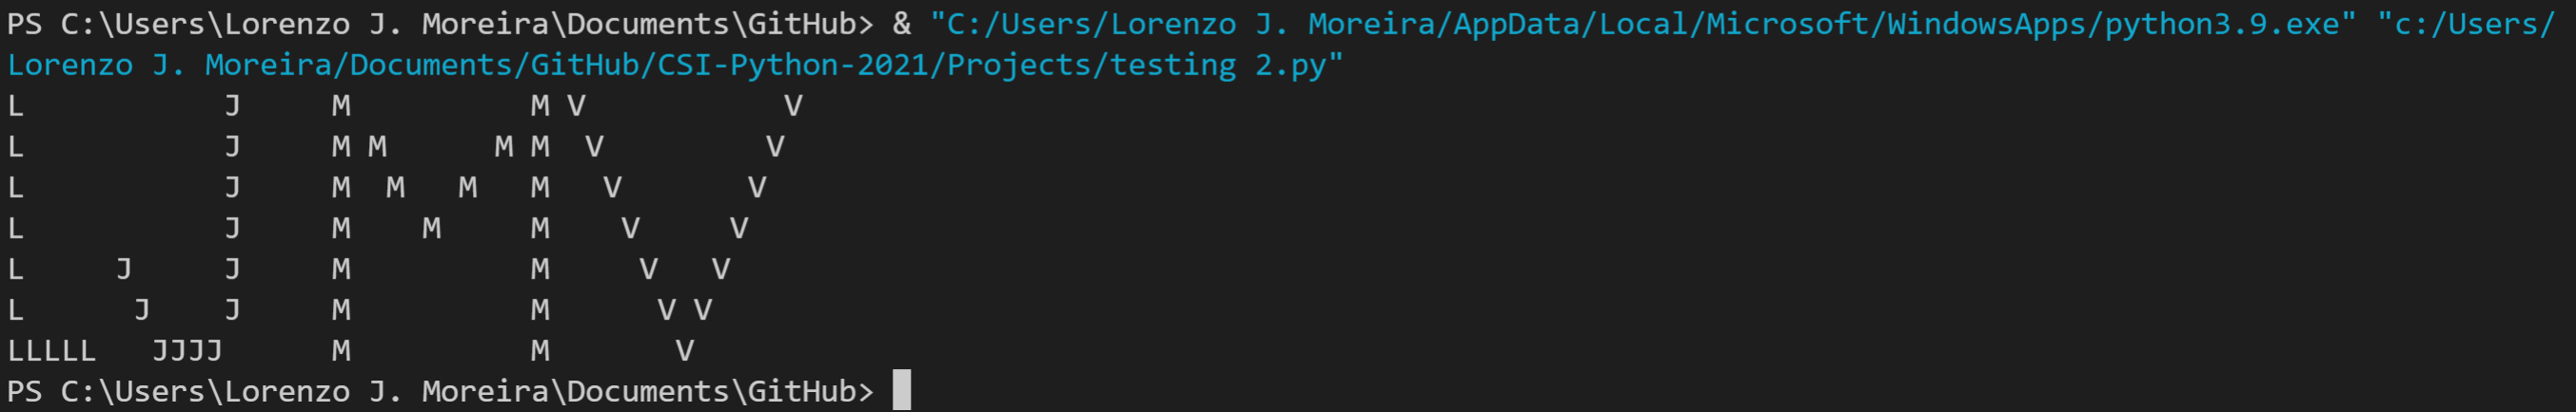 PS C:\Users\Lorenzo J. Moreira\Documents\GitHub> & "C:/Users/Lorenzo J. Moreira/AppData/Local/Microsoft/WindowsApps/python3.9.exe" "c:/Users/
Lorenzo J. Moreira/Documents/GitHub/CSI-Python-2021/Projects/testing 2.py"
L           J     M          M V           V
L           J     M M      M M  V         V
L           J     M  M   M   M   V       V
L           J     M    M     M    V     V
L     J     J     M          M     V   V
L      J    J     M          M      V V
LLLLL   JJJJ      M          M       V
PS C:\Users\Lorenzo J. Moreira\Documents\GitHub>